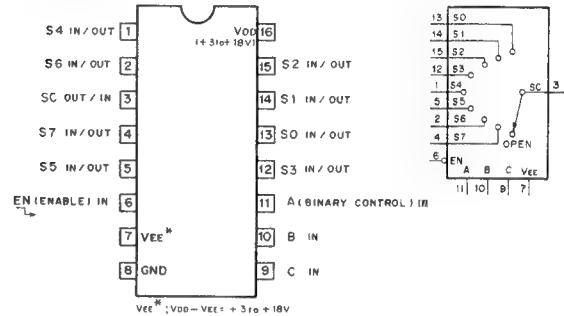 S4 IN/OUT 1
S6 IN/OUT 2
SC OUT/IN 3
S7 IN/OUT 4
S5 IN/OUT 5
EN(ENABLE) IN 6
7 VEE*
8 GND
VDD 16
(+3to+18V)
15 S2 IN/OUT
14 S1 IN/OUT
13 S0 IN/OUT
12 S3 IN/OUT
11 A(BINARY CONTROL) IN
10 B IN
9 C IN
VEE*; VDD-VEE= +3 to +18V
13 S0
14 S1
15 S2
12 S3
1 S4
5 S5
2 S6
4 S7
SC 3
OPEN
6 EN
A B C VEE
11 10 9 7